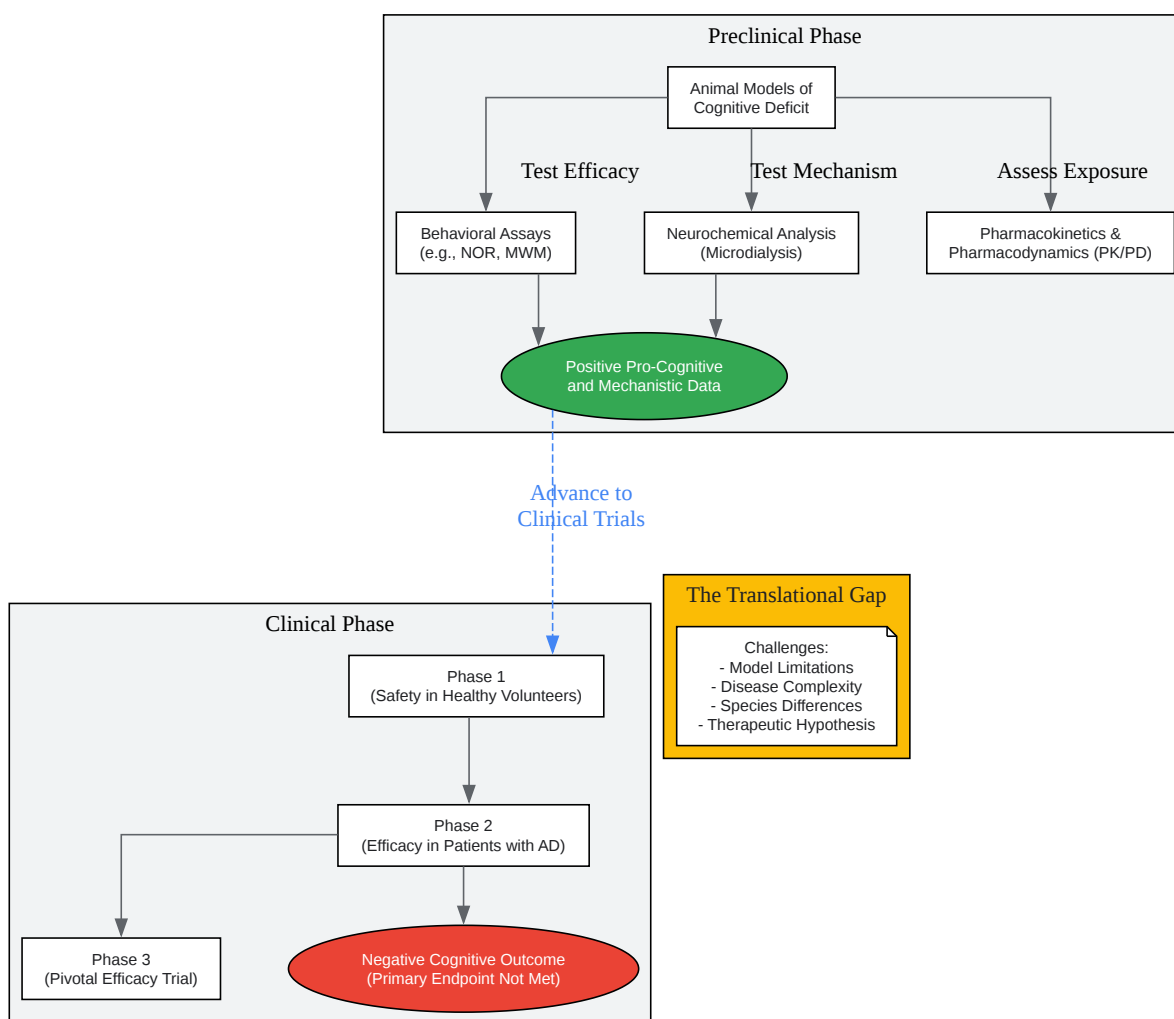 Preclinical Phase
Animal Models of
Cognitive Deficit
Test Efficacy
Test Mechanism
Assess Exposure
Behavioral Assays
(e.g., NOR, MWM)
Neurochemical Analysis
(Microdialysis)
Pharmacokinetics &
Pharmacodynamics (PK/PD)
Positive Pro-Cognitive
and Mechanistic Data
Advance to
Clinical Trials
The Translational Gap
Challenges:
- Model Limitations
- Disease Complexity
- Species Differences
- Therapeutic Hypothesis
Clinical Phase
Phase 1
(Safety in Healthy Volunteers)
Phase 2
(Efficacy in Patients with AD)
Phase 3
(Pivotal Efficacy Trial)
Negative Cognitive Outcome
(Primary Endpoint Not Met)